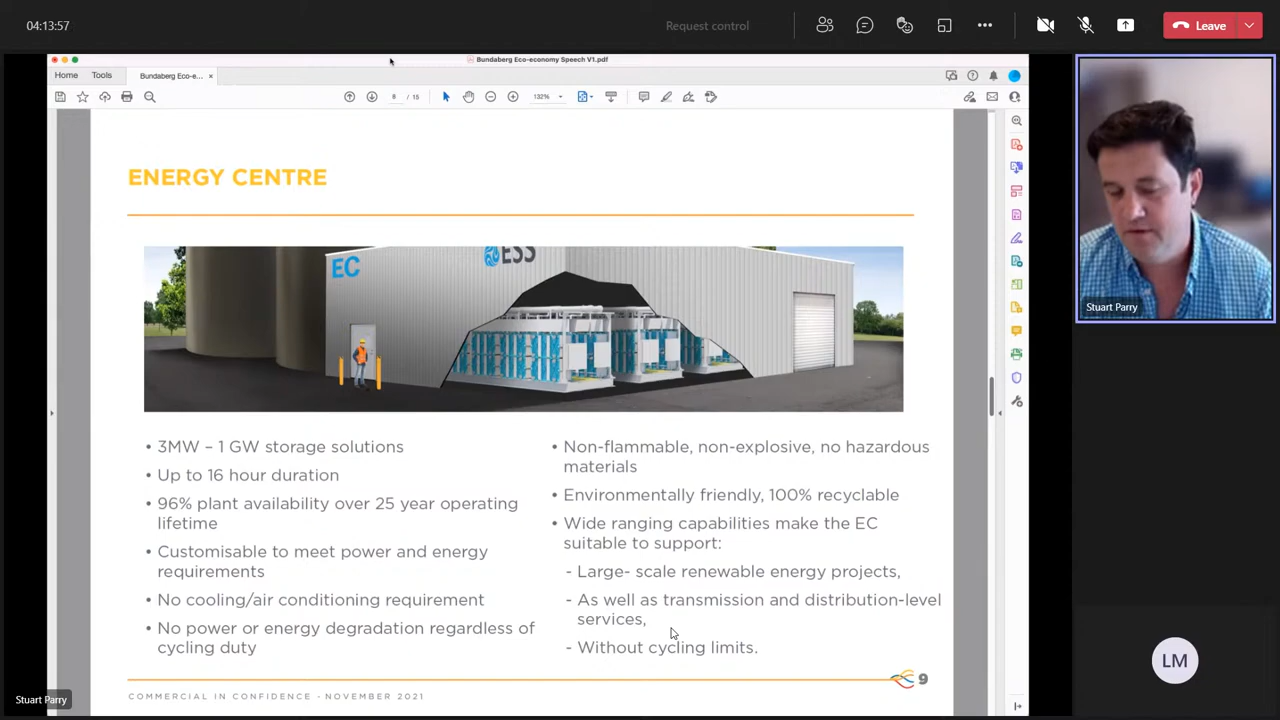 04:13:57
Request control
Leave
Bundaberg Eco-economy Speech V1.pdf
Home
Tools
Bundaberg Eco-e...
8 / 15
132%
ENERGY CENTRE
EC
ESS
• 3MW – 1 GW storage solutions
• Up to 16 hour duration
• 96% plant availability over 25 year operating
lifetime
• Customisable to meet power and energy
requirements
• No cooling/air conditioning requirement
• No power or energy degradation regardless of
cycling duty
• Non-flammable, non-explosive, no hazardous
materials
• Environmentally friendly, 100% recyclable
• Wide ranging capabilities make the EC
suitable to support:
- Large- scale renewable energy projects,
- As well as transmission and distribution-level
services,
- Without cycling limits.
COMMERCIAL IN CONFIDENCE - NOVEMBER 2021
9
Stuart Parry
Stuart Parry
LM